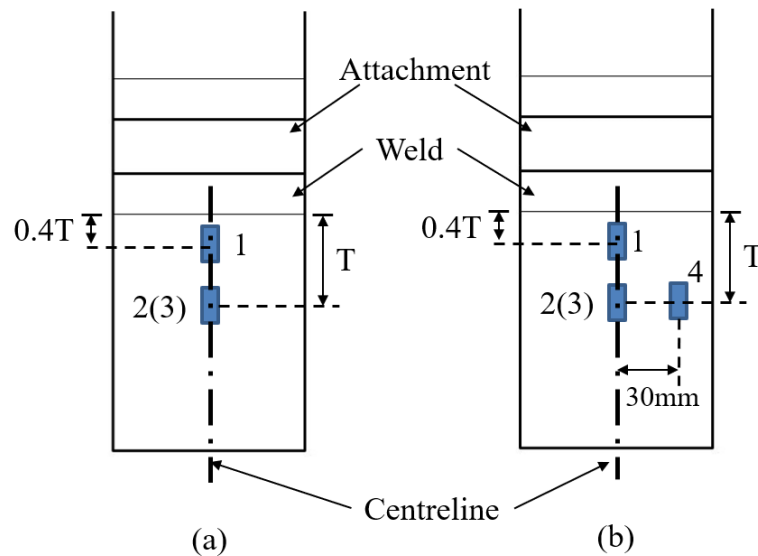 Attachment
Weld
0.4T
1
T
2(3)
0.4T
1
T
4
2(3)
30mm
Centreline
(a)
(b)